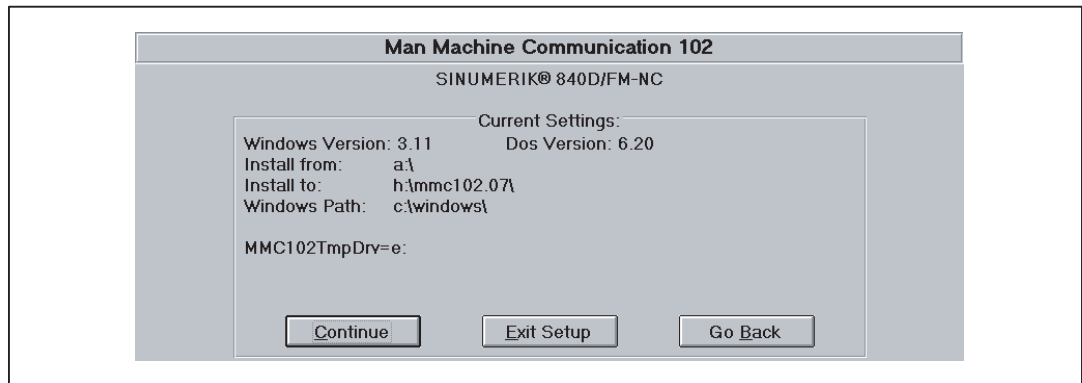 Man Machine Communication 102
SINUMERIK® 840D/FM-NC
Current Settings:
Windows Version: 3.11 Dos Version: 6.20
Install from: a:\
Install to: h:\mmc102.07\
Windows Path: c:\windows\
MMC102TmpDrv=e:
Continue Exit Setup Go Back